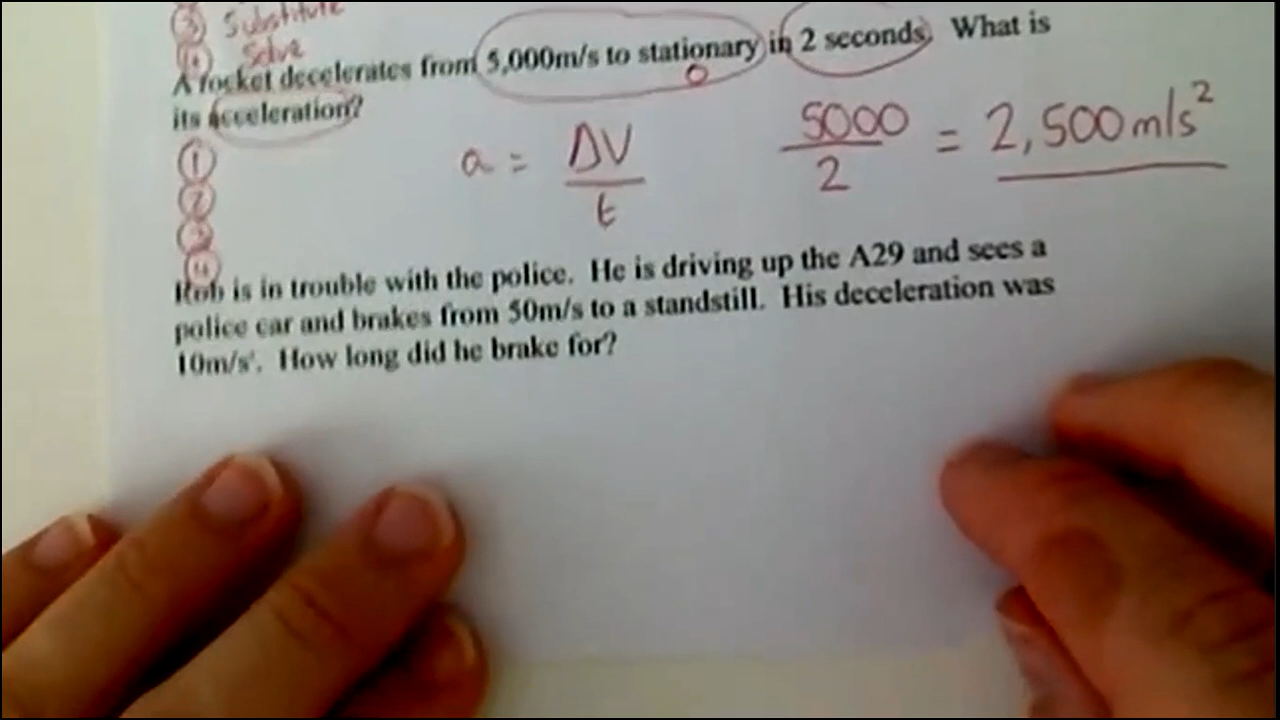 ③ Substitute
④ Solve
A rocket decelerates from 5,000m/s to stationary in 2 seconds. What is
0
its acceleration?
①
②
③
④
a = ΔV / t
5000 / 2 = 2,500 m/s²
Rob is in trouble with the police. He is driving up the A29 and sees a
police car and brakes from 50m/s to a standstill. His deceleration was
10m/s². How long did he brake for?